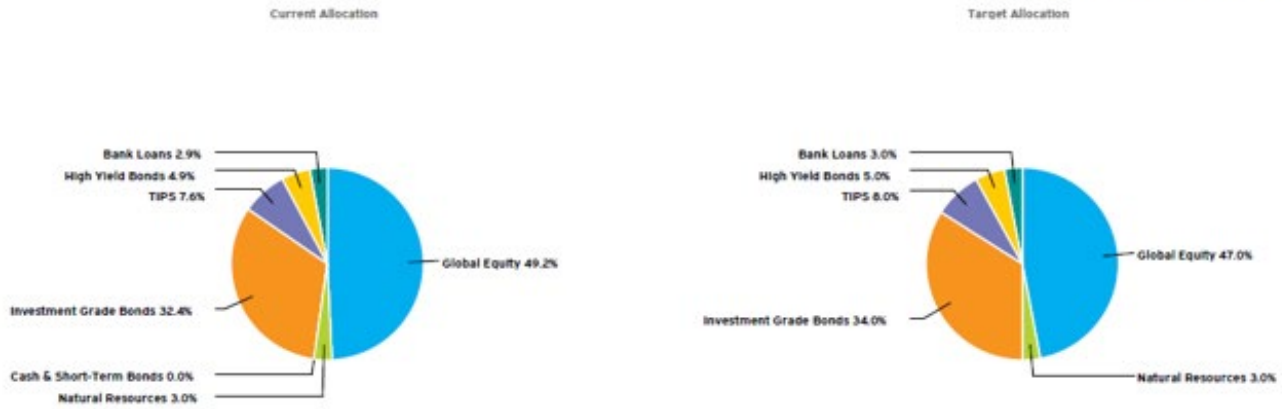 Current Allocation
Bank Loans 2.9%
High Yield Bonds 4.9%
TIPS 7.6%
Global Equity 49.2%
Investment Grade Bonds 32.4%
Cash & Short-Term Bonds 0.0%
Natural Resources 3.0%
Target Allocation
Bank Loans 3.0%
High Yield Bonds 5.0%
TIPS 8.0%
Global Equity 47.0%
Investment Grade Bonds 34.0%
Natural Resources 3.0%